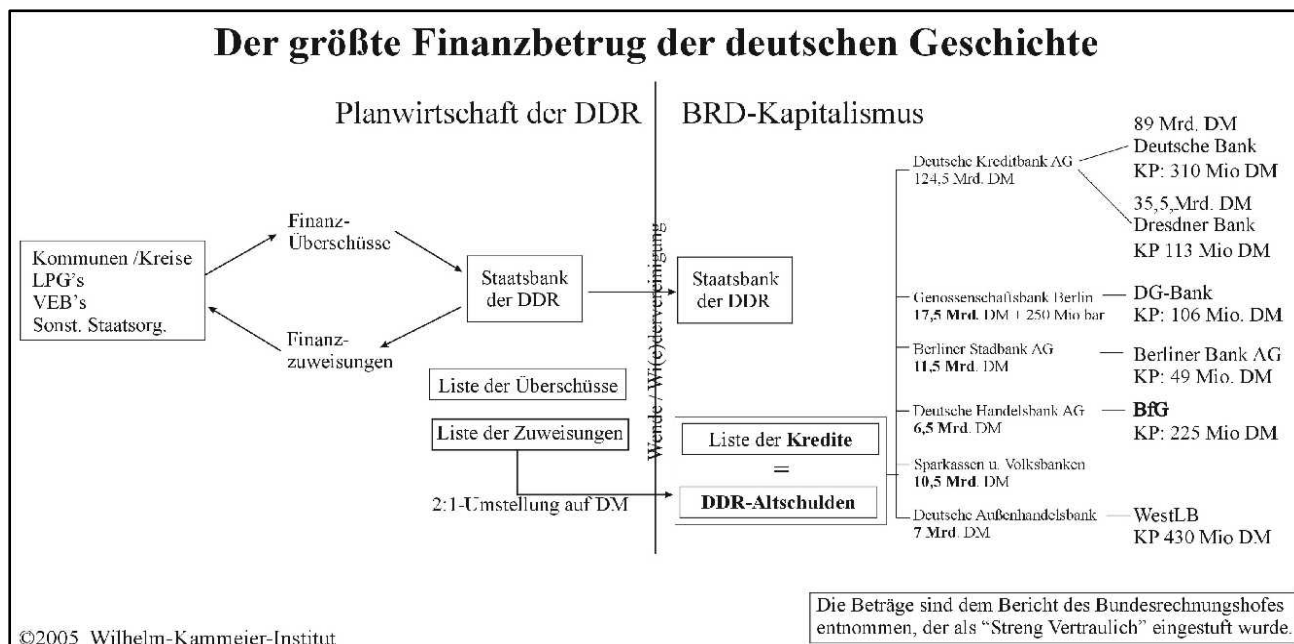 Der größte Finanzbetrug der deutschen Geschichte
Planwirtschaft der DDR
BRD-Kapitalismus
Kommunen /Kreise
LPG's
VEB's
Sonst. Staatsorg.
Finanz-
Überschüsse
Finanz-
zuweisungen
Staatsbank
der DDR
Liste der Überschüsse
Liste der Zuweisungen
2:1-Umstellung auf DM
Wende / Wi(e)dervereinigung
Staatsbank
der DDR
Liste der Kredite
=
DDR-Altschulden
Deutsche Kreditbank AG
124,5 Mrd. DM
89 Mrd. DM
Deutsche Bank
KP: 310 Mio DM
35,5,Mrd. DM
Dresdner Bank
KP 113 Mio DM
Genossenschaftsbank Berlin
17,5 Mrd. DM + 250 Mio bar
DG-Bank
KP: 106 Mio. DM
Berliner Stadbank AG
11,5 Mrd. DM
Berliner Bank AG
KP: 49 Mio. DM
Deutsche Handelsbank AG
6,5 Mrd. DM
BfG
KP: 225 Mio DM
Sparkassen u. Volksbanken
10,5 Mrd. DM
Deutsche Außenhandelsbank
7 Mrd. DM
WestLB
KP 430 Mio DM
Die Beträge sind dem Bericht des Bundesrechnungshofes
entnommen, der als “Streng Vertraulich” eingestuft wurde.
©2005 Wilhelm-Kammeier-Institut